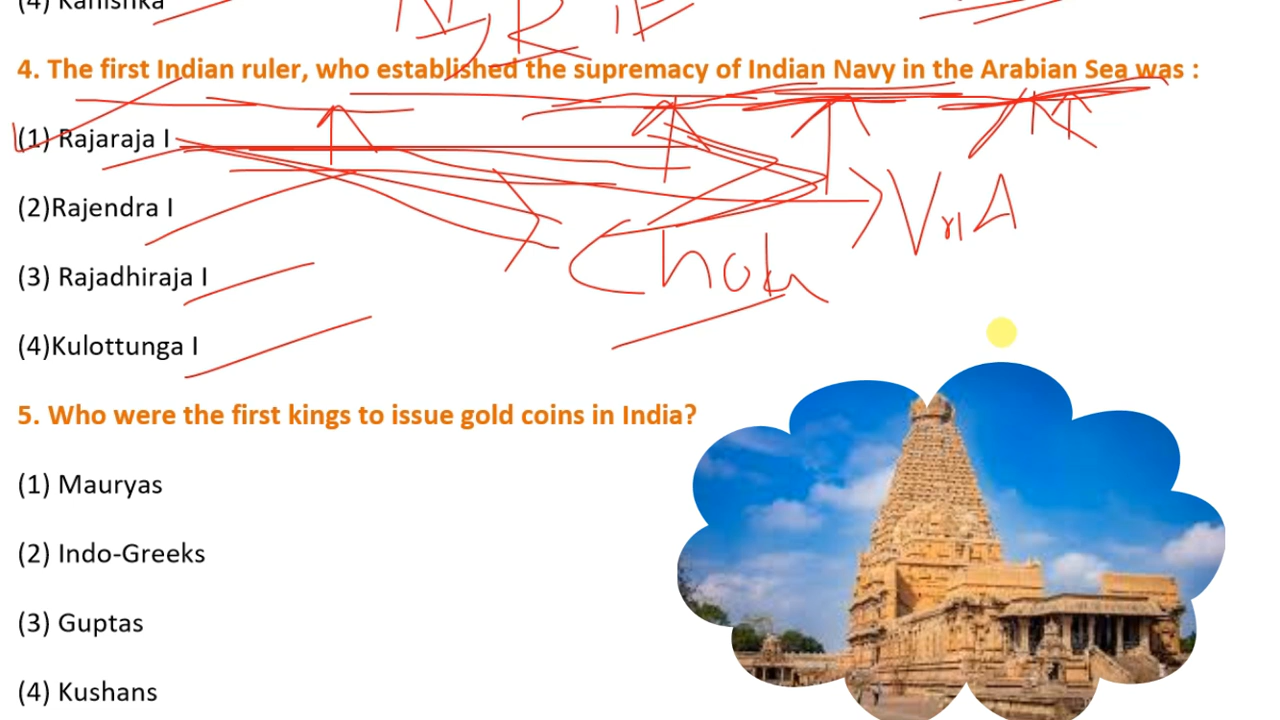 (4) Kanishka
4. The first Indian ruler, who established the supremacy of Indian Navy in the Arabian Sea was :
(1) Rajaraja I
(2)Rajendra I
(3) Rajadhiraja I
(4)Kulottunga I
5. Who were the first kings to issue gold coins in India?
(1) Mauryas
(2) Indo-Greeks
(3) Guptas
(4) Kushans